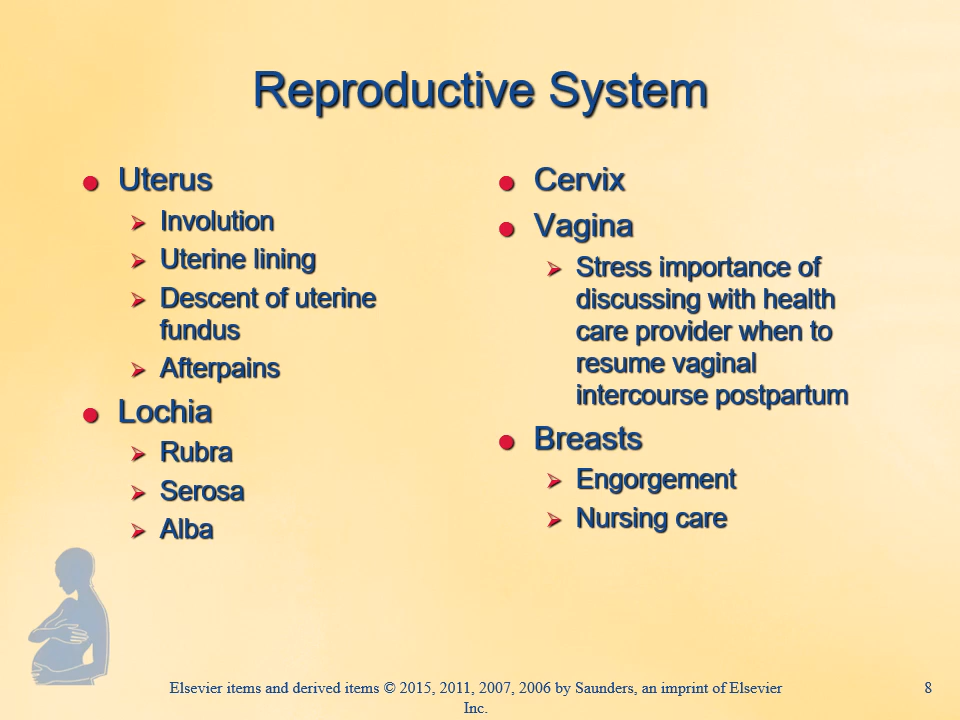 Reproductive System
● Uterus
➢ Involution
➢ Uterine lining
➢ Descent of uterine
fundus
➢ Afterpains
● Lochia
➢ Rubra
➢ Serosa
➢ Alba
● Cervix
● Vagina
➢ Stress importance of
discussing with health
care provider when to
resume vaginal
intercourse postpartum
● Breasts
➢ Engorgement
➢ Nursing care
Elsevier items and derived items © 2015, 2011, 2007, 2006 by Saunders, an imprint of Elsevier
Inc.
8